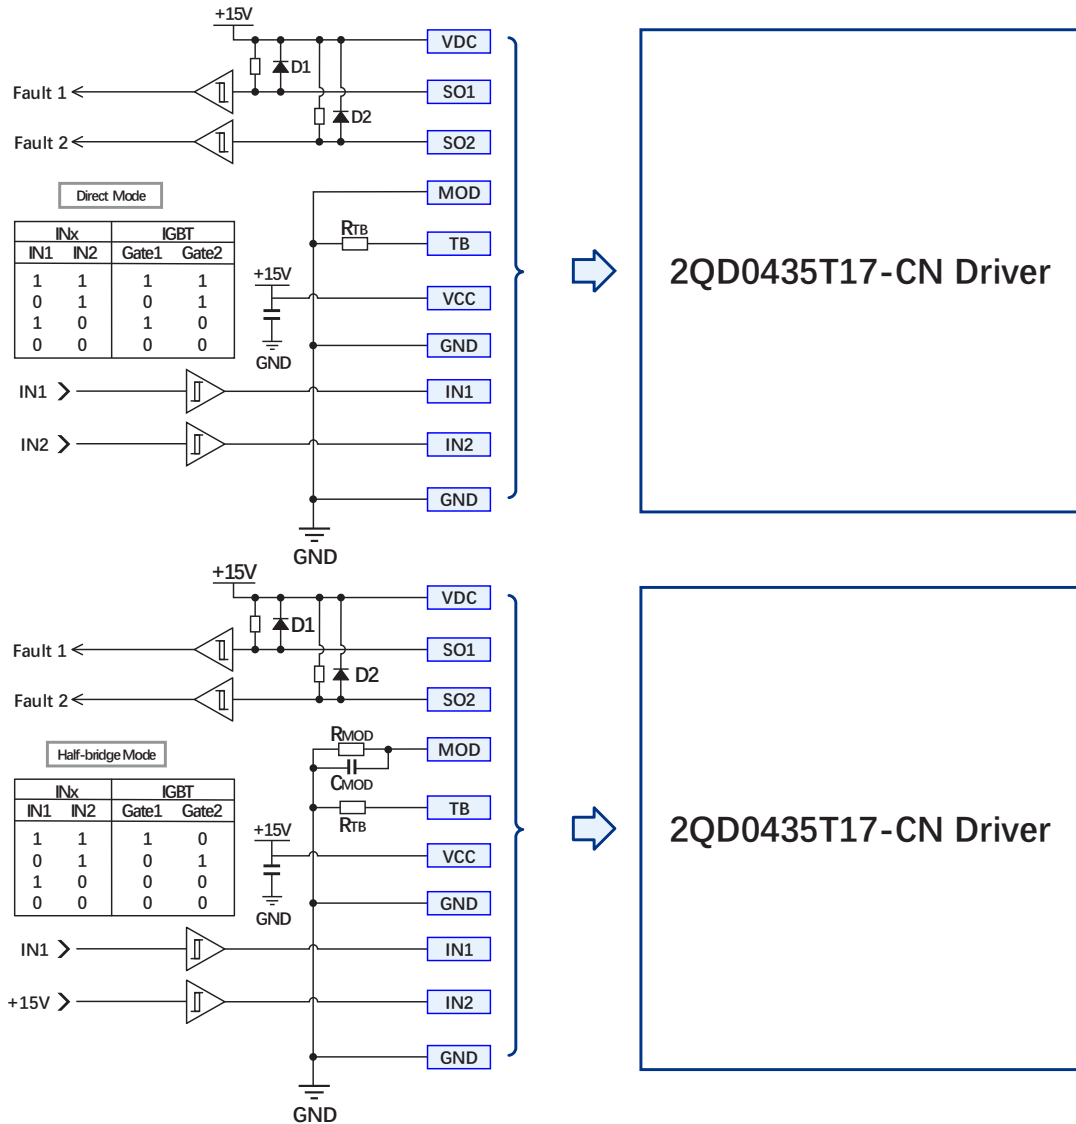 +15V
VDC
D1
Fault 1
SO1
D2
Fault 2
SO2
Direct Mode
MOD
INx IGBT
IN1 IN2 Gate1 Gate2
1 1 1 1
0 1 0 1
1 0 1 0
0 0 0 0
RTB
TB
+15V
VCC
GND
GND
IN1
IN1
IN2
IN2
GND
GND
2QD0435T17-CN Driver
+15V
VDC
D1
Fault 1
SO1
D2
Fault 2
SO2
Half-bridge Mode
RMOD
MOD
CMOD
INx IGBT
IN1 IN2 Gate1 Gate2
1 1 1 0
0 1 0 1
1 0 0 0
0 0 0 0
RTB
TB
+15V
VCC
GND
GND
IN1
IN1
+15V
IN2
GND
GND
2QD0435T17-CN Driver